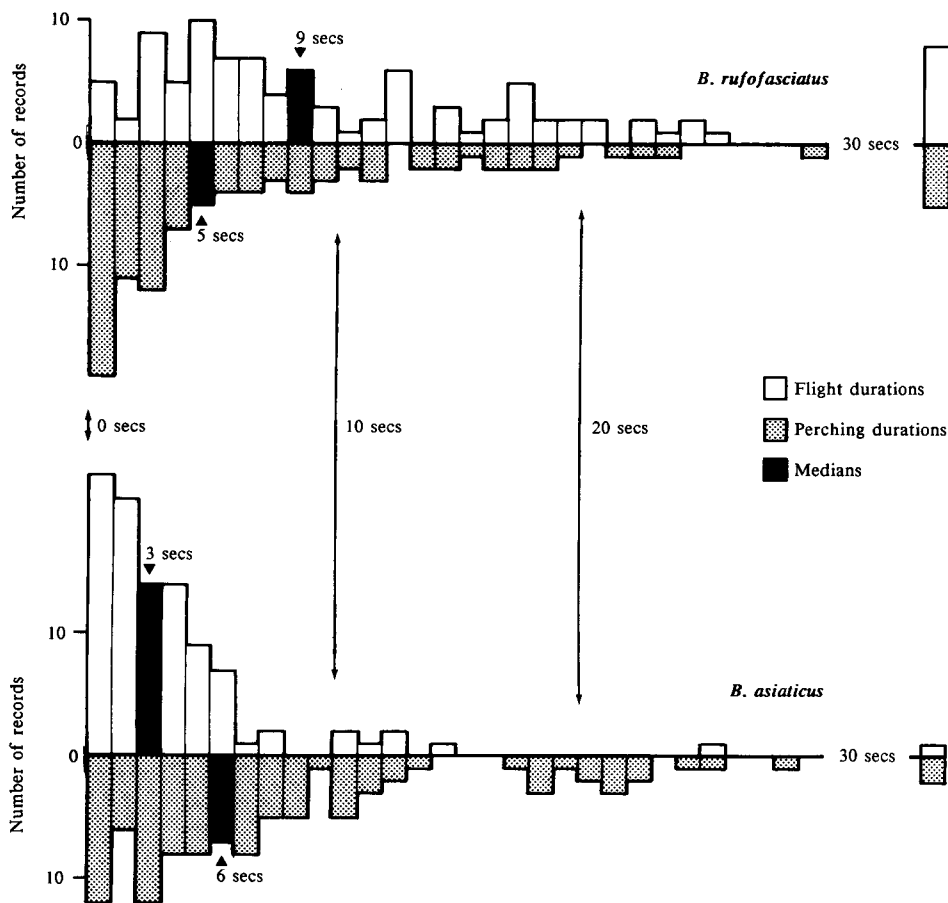 10
9 secs
B. rufofasciatus
Number of records
0
30 secs
5 secs
10
0 secs
10 secs
20 secs
Flight durations
Perching durations
Medians
3 secs
10
B. asiaticus
Number of records
0
30 secs
10
6 secs